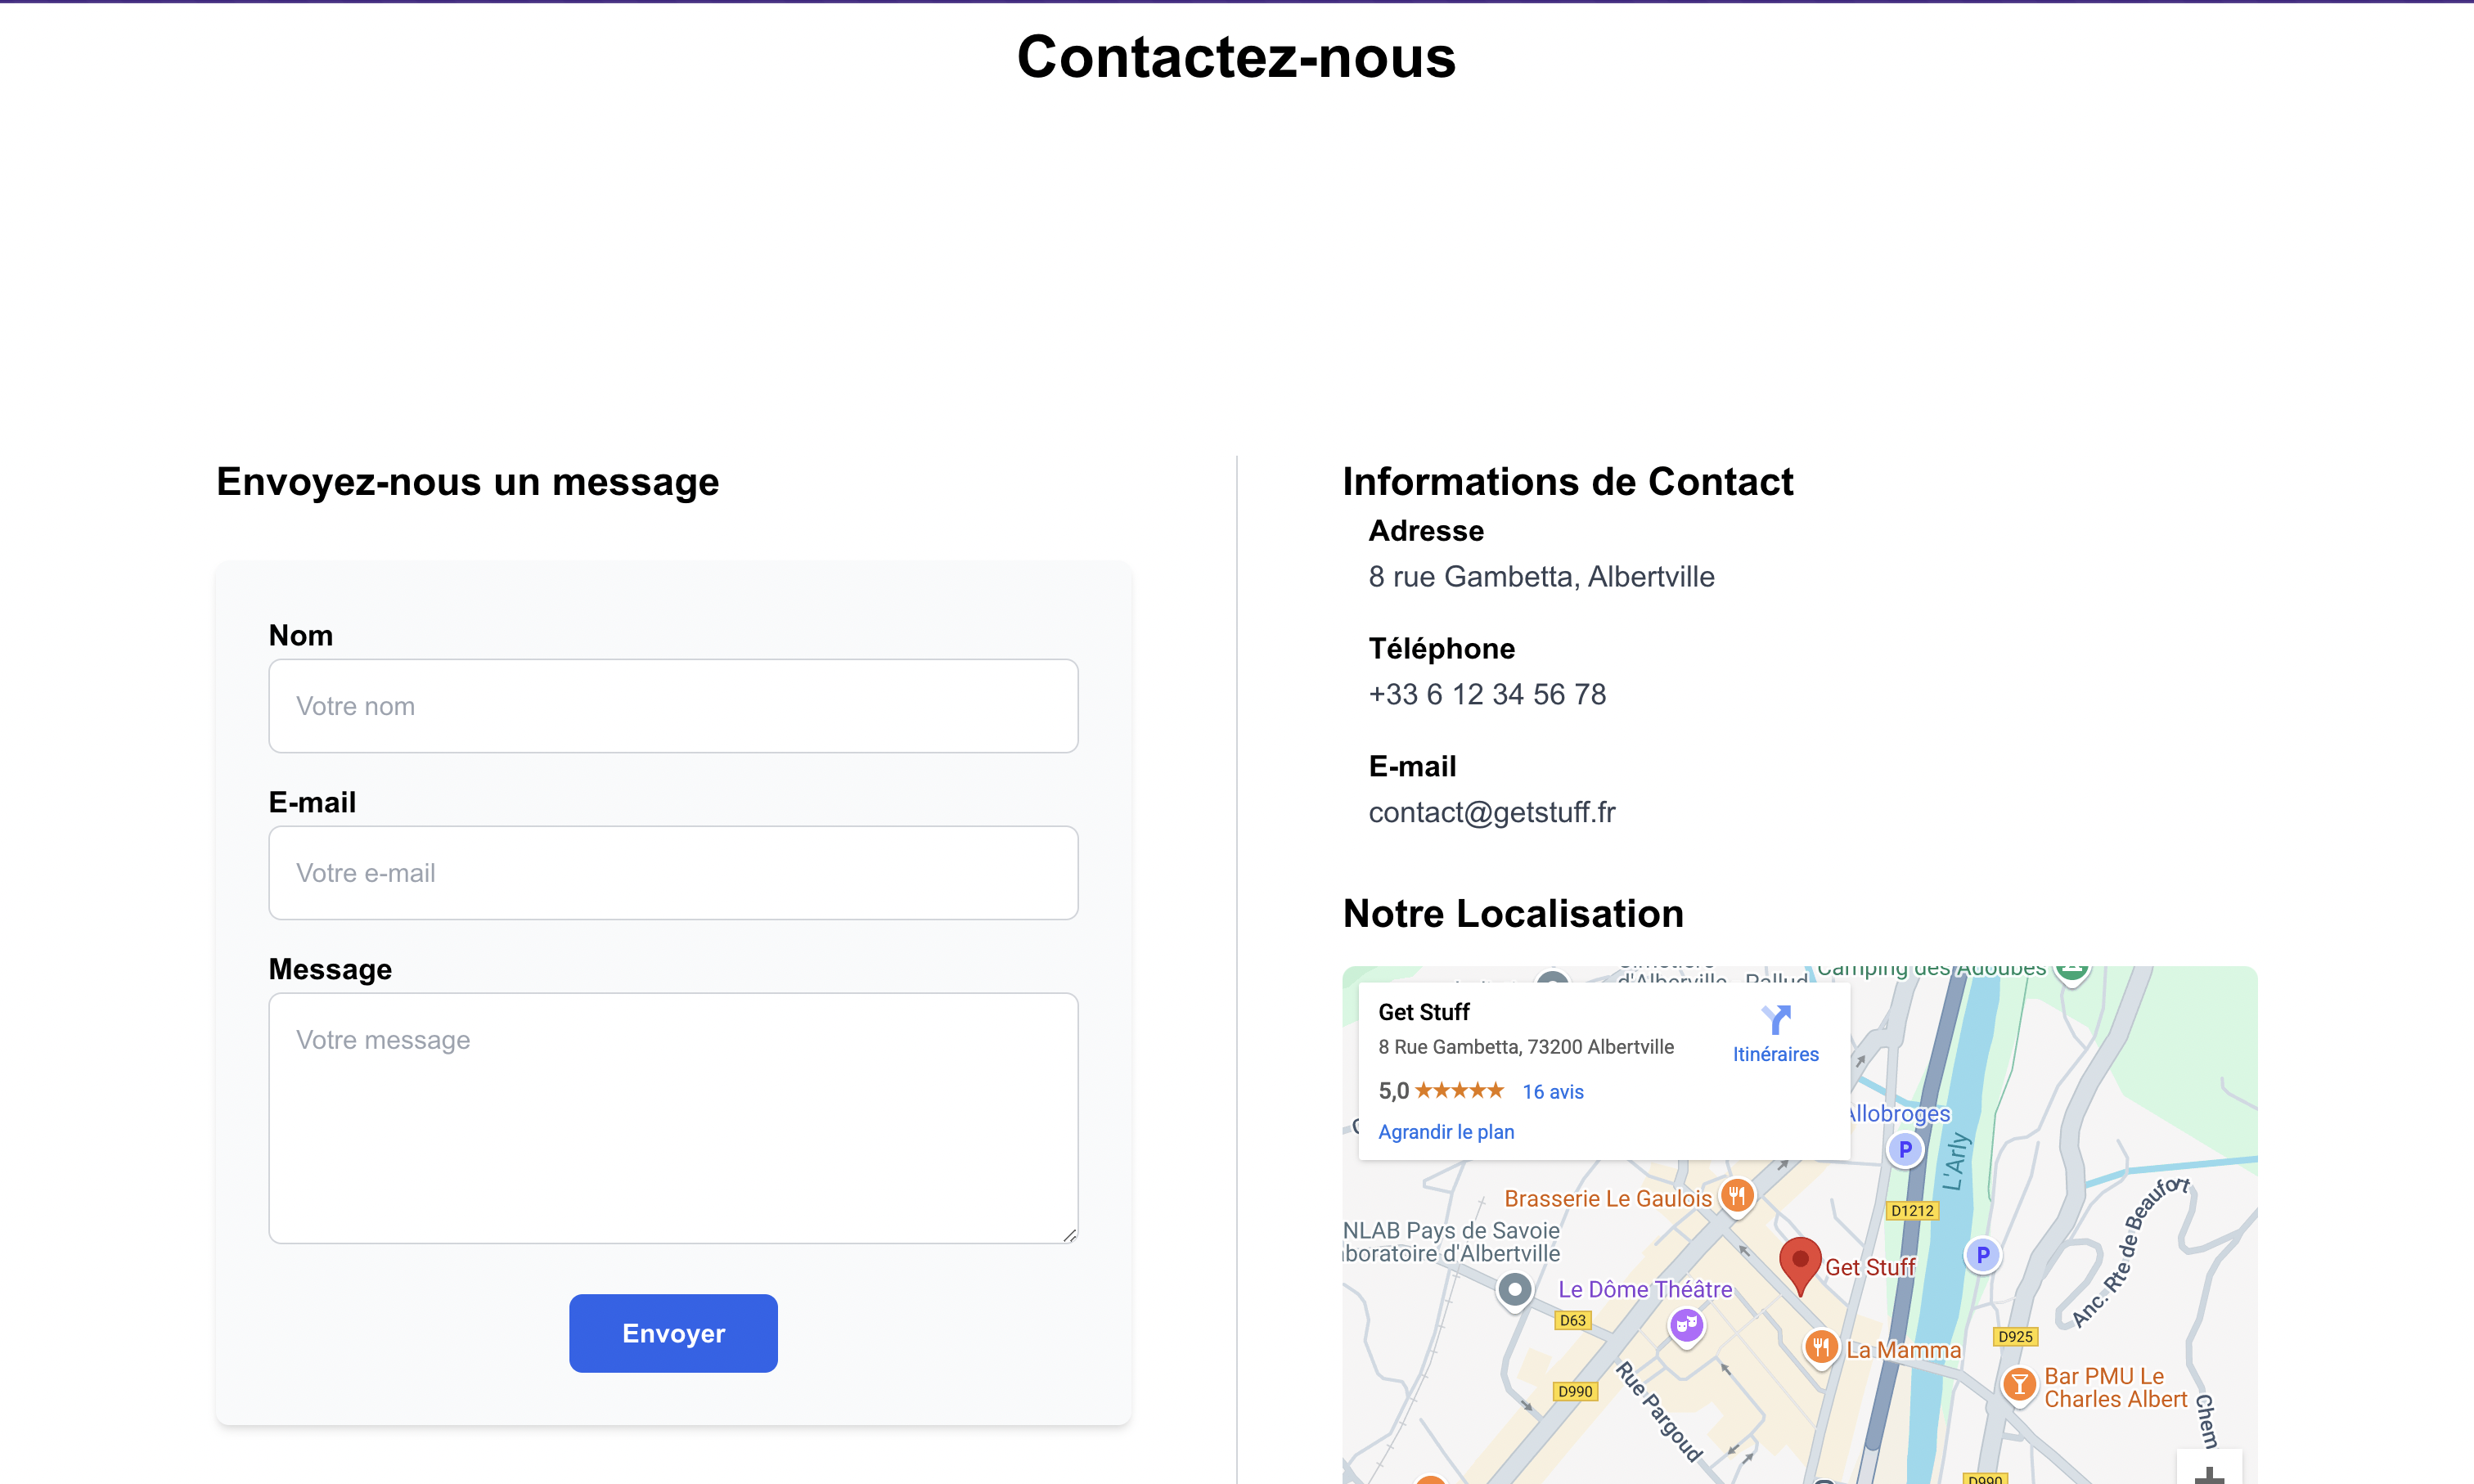 Contactez-nous
Envoyez-nous un message
Nom
Votre nom
E-mail
Votre e-mail
Message
Votre message
Envoyer
Informations de Contact
Adresse
8 rue Gambetta, Albertville
Téléphone
+33 6 12 34 56 78
E-mail
contact@getstuff.fr
Notre Localisation
d'Alberville - Pallud
Camping des Adoubes
Get Stuff
8 Rue Gambetta, 73200 Albertville
Itinéraires
5,0
16 avis
Agrandir le plan
Allobroges
P
L'Arly
Brasserie Le Gaulois
D1212
NLAB Pays de Savoie
boratoire d'Albertville
P
Get Stuff
Le Dôme Théâtre
Anc. Rte de Beaufort
D63
D925
La Mamma
Rue Pargoud
D990
Bar PMU Le
Charles Albert
Chem
D990
+